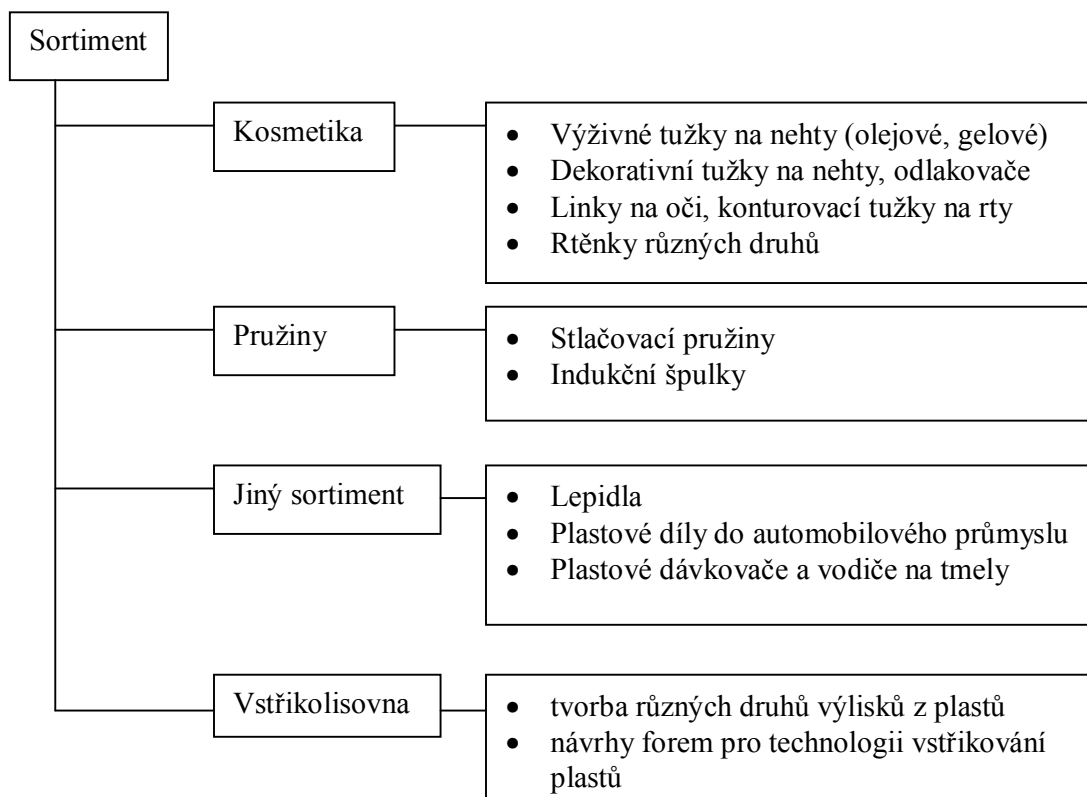 Sortiment
Kosmetika
• Výživné tužky na nehty (olejové, gelové)
• Dekorativní tužky na nehty, odlakovače
• Linky na oči, konturovací tužky na rty
• Rtěnky různých druhů
Pružiny
• Stlačovací pružiny
• Indukční špulky
Jiný sortiment
• Lepidla
• Plastové díly do automobilového průmyslu
• Plastové dávkovače a vodiče na tmely
Vstřikolisovna
• tvorba různých druhů výlisků z plastů
• návrhy forem pro technologii vstřikování
plastů